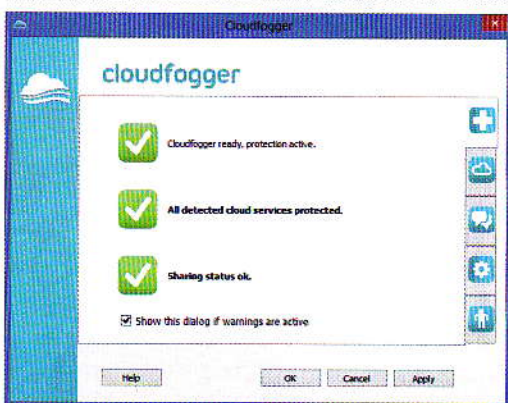 Cloudfogger
cloudfogger
Cloudfogger ready, protection active.
All detected cloud services protected.
Sharing status ok.
Show this dialog if warnings are active
Help
OK
Cancel
Apply